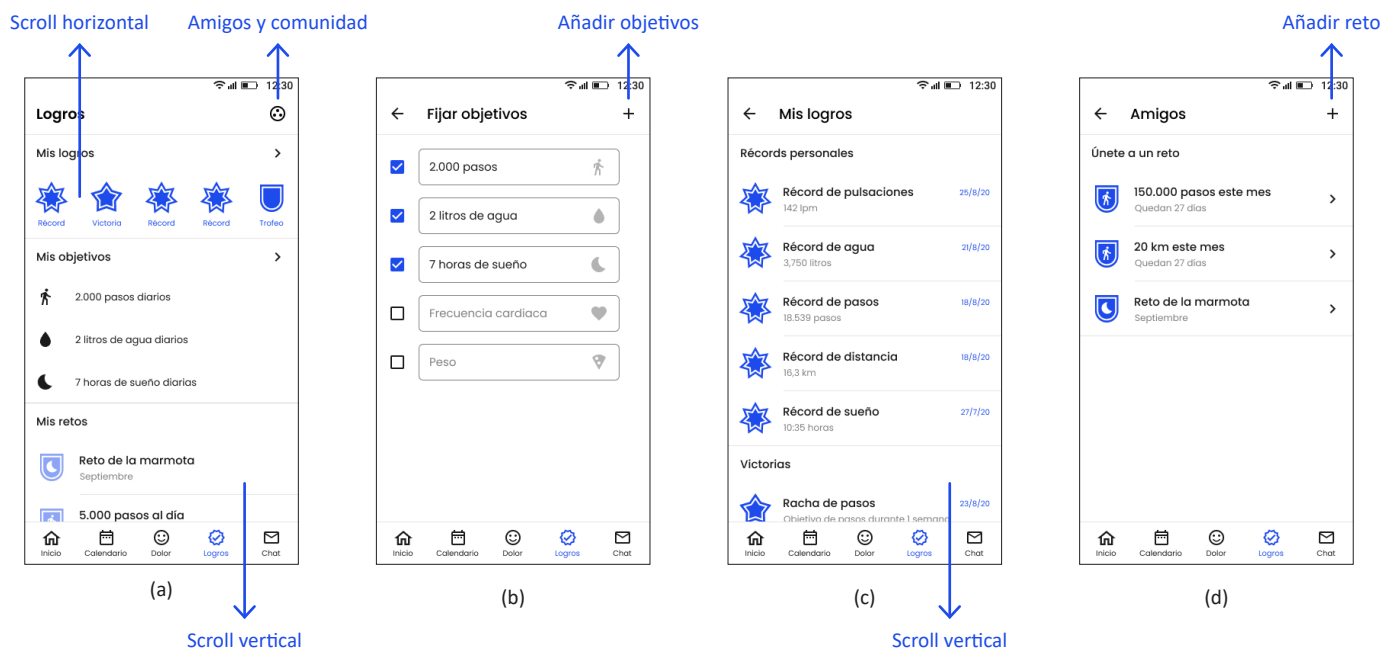 Scroll horizontal
Amigos y comunidad
Añadir objetivos
Añadir reto
12:30
Logros
Mis logros
Récord
Victoria
Récord
Récord
Trofeo
Mis objetivos
2.000 pasos diarios
2 litros de agua diarios
7 horas de sueño diarias
Mis retos
Reto de la marmota
Septiembre
5.000 pasos al día
Inicio
Calendario
Dolor
Logros
Chat
(a)
Scroll vertical
12:30
Fijar objetivos
2.000 pasos
2 litros de agua
7 horas de sueño
Frecuencia cardiaca
Peso
Inicio
Calendario
Dolor
Logros
Chat
(b)
12:30
Mis logros
Récords personales
Récord de pulsaciones
25/8/20
142 lpm
Récord de agua
21/8/20
3,750 litros
Récord de pasos
18/8/20
18.539 pasos
Récord de distancia
18/8/20
16,3 km
Récord de sueño
27/7/20
10:35 horas
Victorias
Racha de pasos
23/8/20
Objetivo de pasos durante 1 semana
Inicio
Calendario
Dolor
Logros
Chat
(c)
Scroll vertical
12:30
Amigos
Únete a un reto
150.000 pasos este mes
Quedan 27 días
20 km este mes
Quedan 27 días
Reto de la marmota
Septiembre
Inicio
Calendario
Dolor
Logros
Chat
(d)